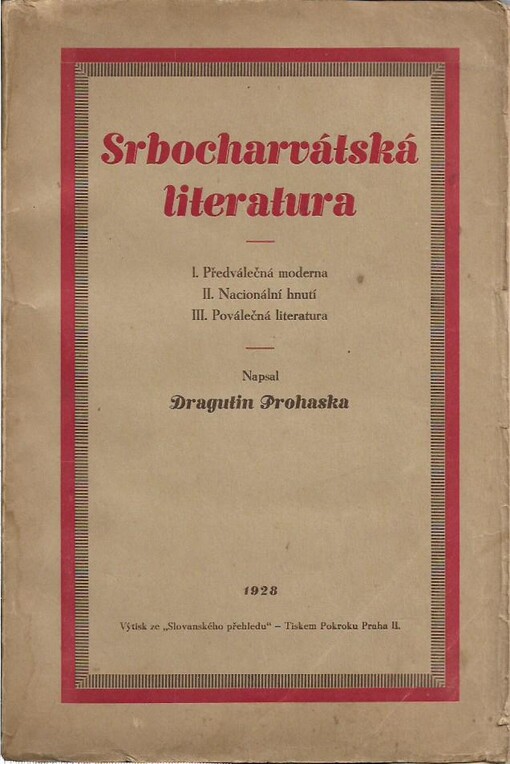 Srbocharvátská
literatura
I. Předválečná moderna
II. Nacionální hnutí
III. Poválečná literatura
Napsal
Dragutin Prohaska
1928
Výtisk ze „Slovanského přehledu" – Tiskem Pokroku Praha II.